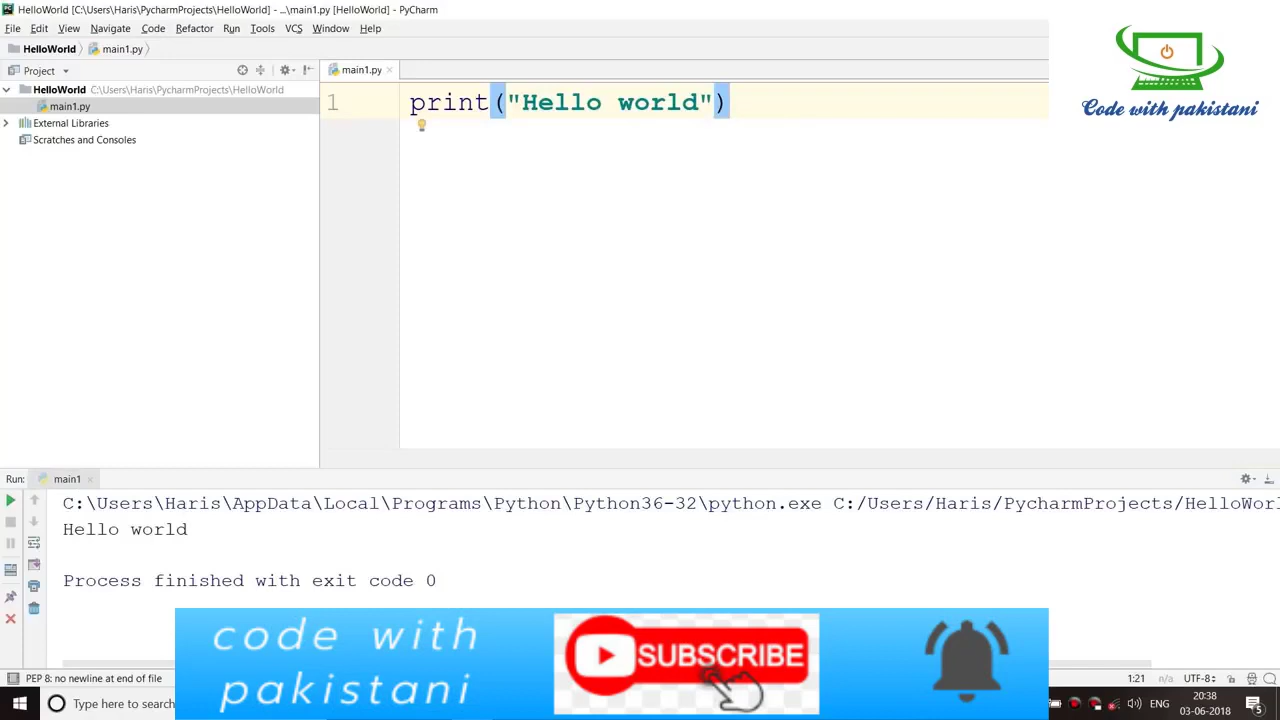 HelloWorld [C:\Users\Haris\PycharmProjects\HelloWorld] - ...\main1.py [HelloWorld] - PyCharm
File Edit View Navigate Code Refactor Run Tools VCS Window Help
HelloWorld main1.py
Project
main1.py
HelloWorld C:\Users\Haris\PycharmProjects\HelloWorld
main1.py
External Libraries
Scratches and Consoles
1 print("Hello world")
Code with pakistani
Run: main1
C:\Users\Haris\AppData\Local\Programs\Python\Python36-32\python.exe C:/Users/Haris/PycharmProjects/HelloWorl
Hello world
Process finished with exit code 0
code with
pakistani
SUBSCRIBE
PEP 8: no newline at end of file
1:21 n/a UTF-8
Type here to search
ENG
20:38
03-06-2018
5